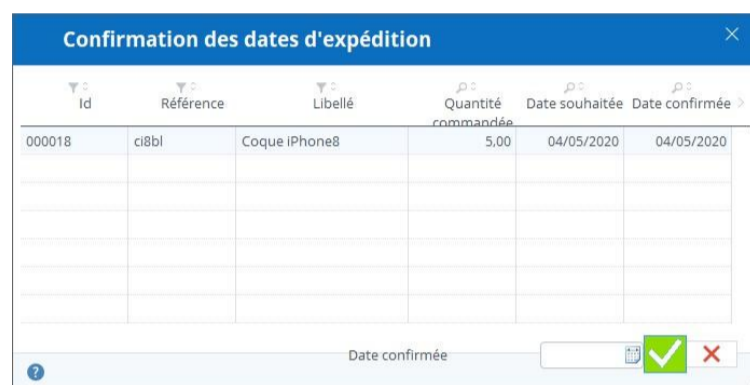 Confirmation des dates d'expédition
Id Référence Libellé Quantité commandée Date souhaitée Date confirmée
000018 ci8bl Coque iPhone8 5,00 04/05/2020 04/05/2020
Date confirmée